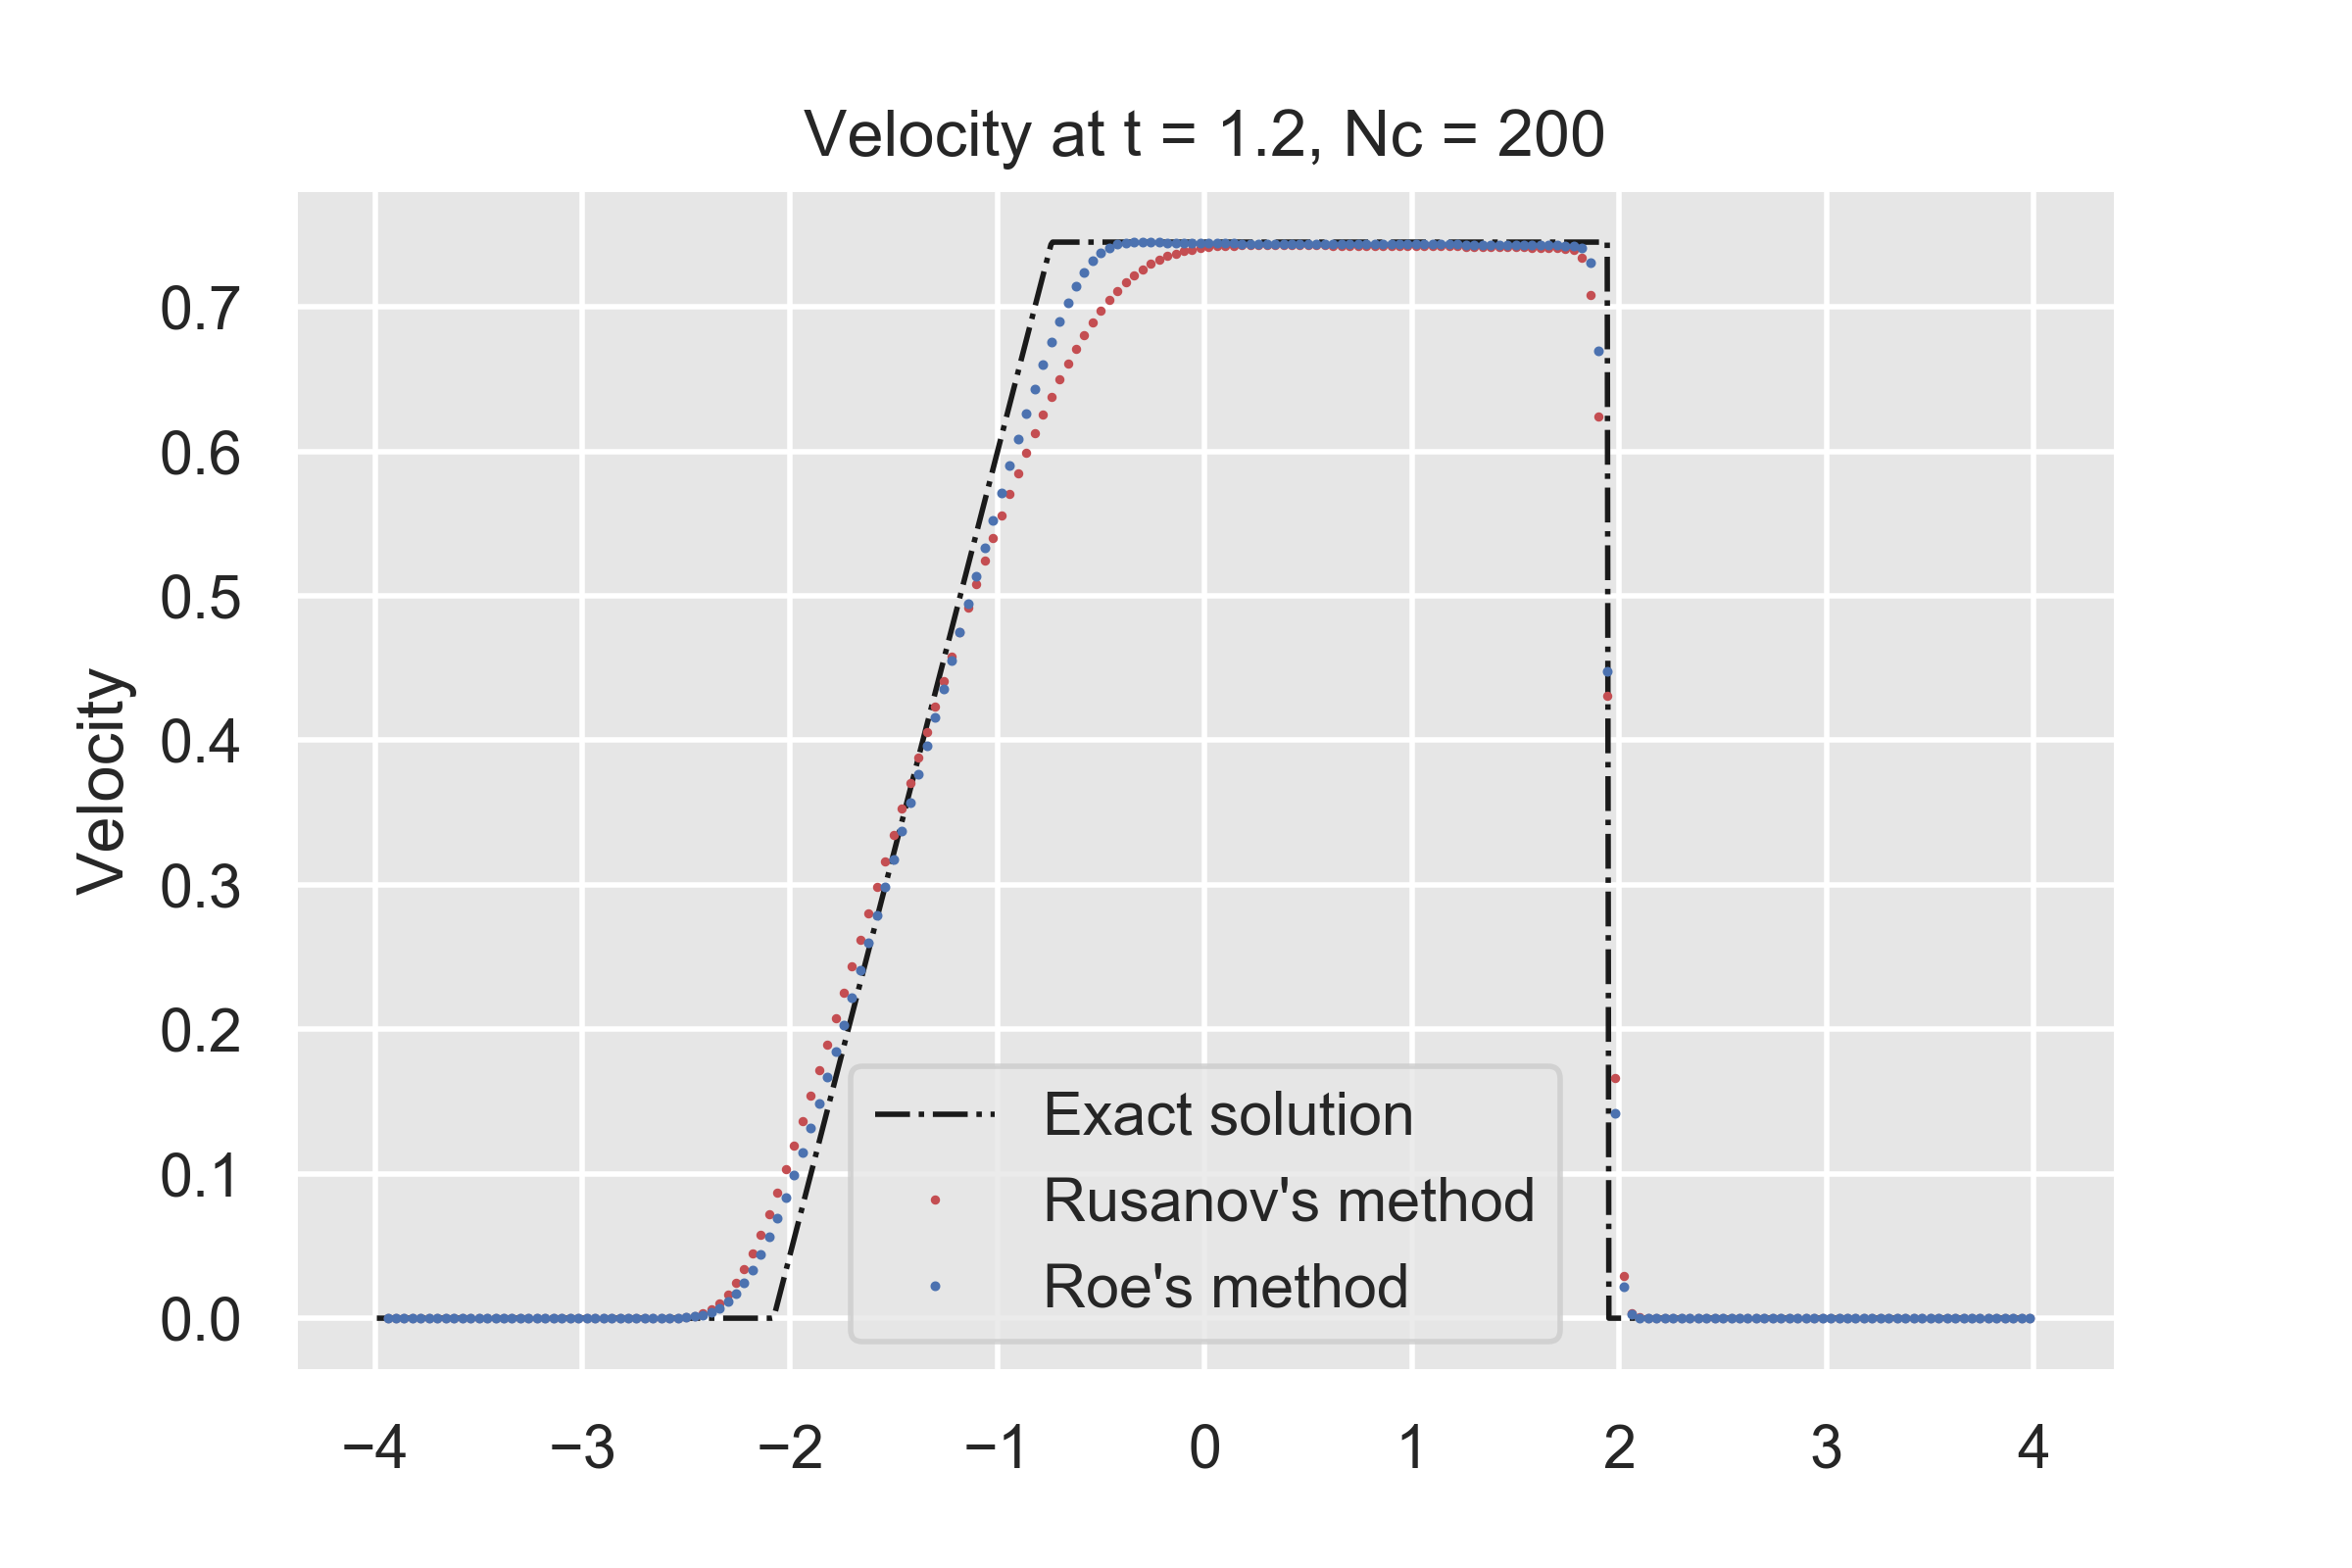 Velocity at t = 1.2, Nc = 200
Velocity
0.7
0.6
0.5
0.4
0.3
0.2
0.1
0.0
Exact solution
Rusanov's method
Roe's method
−4 −3 −2 −1 0 1 2 3 4